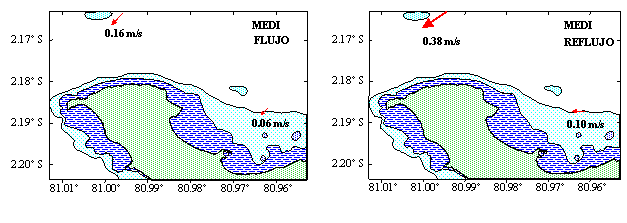 MEDI
FLUJO
0.16 m/s
0.06 m/s
2.17° S
2.18° S
2.19° S
2.20° S
81.01° 81.00° 80.99° 80.98° 80.97° 80.96°
MEDI
REFLUJO
0.38 m/s
0.10 m/s
2.17° S
2.18° S
2.19° S
2.20° S
81.01° 81.00° 80.99° 80.98° 80.97° 80.96°